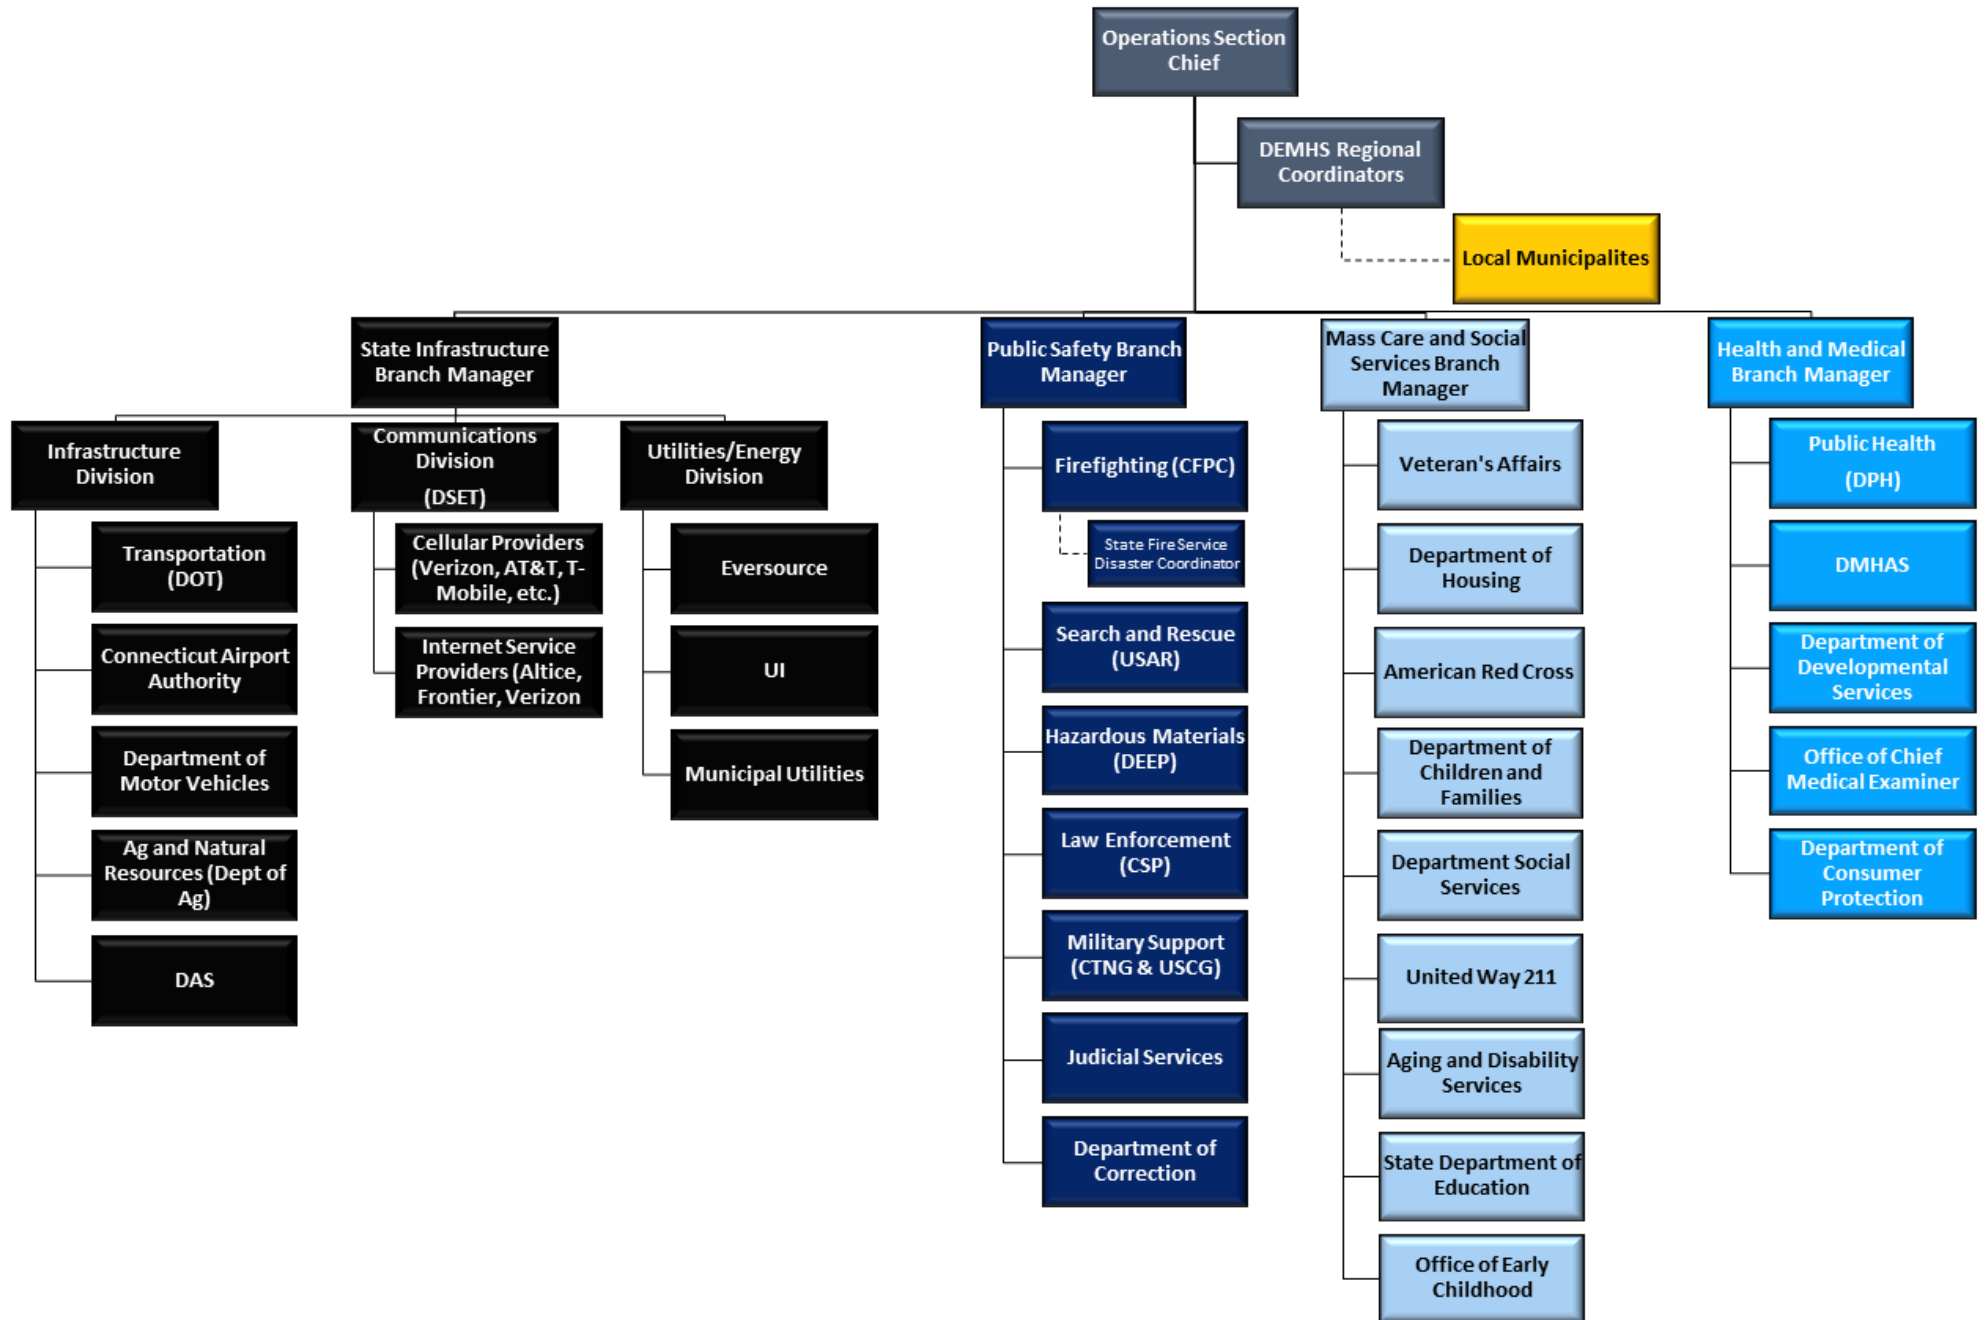 Operations Section
Chief
DEMHS Regional
Coordinators
Local Municipalites
State Infrastructure
Branch Manager
Infrastructure
Division
Transportation
(DOT)
Connecticut Airport
Authority
Department of
Motor Vehicles
Ag and Natural
Resources (Dept of
Ag)
DAS
Communications
Division
(DSET)
Cellular Providers
(Verizon, AT&T, T-
Mobile, etc.)
Internet Service
Providers (Altice,
Frontier, Verizon
Utilities/Energy
Division
Eversource
UI
Municipal Utilities
Public Safety Branch
Manager
Firefighting (CFPC)
State Fire Service
Disaster Coordinator
Search and Rescue
(USAR)
Hazardous Materials
(DEEP)
Law Enforcement
(CSP)
Military Support
(CTNG & USCG)
Judicial Services
Department of
Correction
Mass Care and Social
Services Branch
Manager
Veteran's Affairs
Department of
Housing
American Red Cross
Department of
Children and
Families
Department Social
Services
United Way 211
Aging and Disability
Services
State Department of
Education
Office of Early
Childhood
Health and Medical
Branch Manager
Public Health
(DPH)
DMHAS
Department of
Developmental
Services
Office of Chief
Medical Examiner
Department of
Consumer
Protection